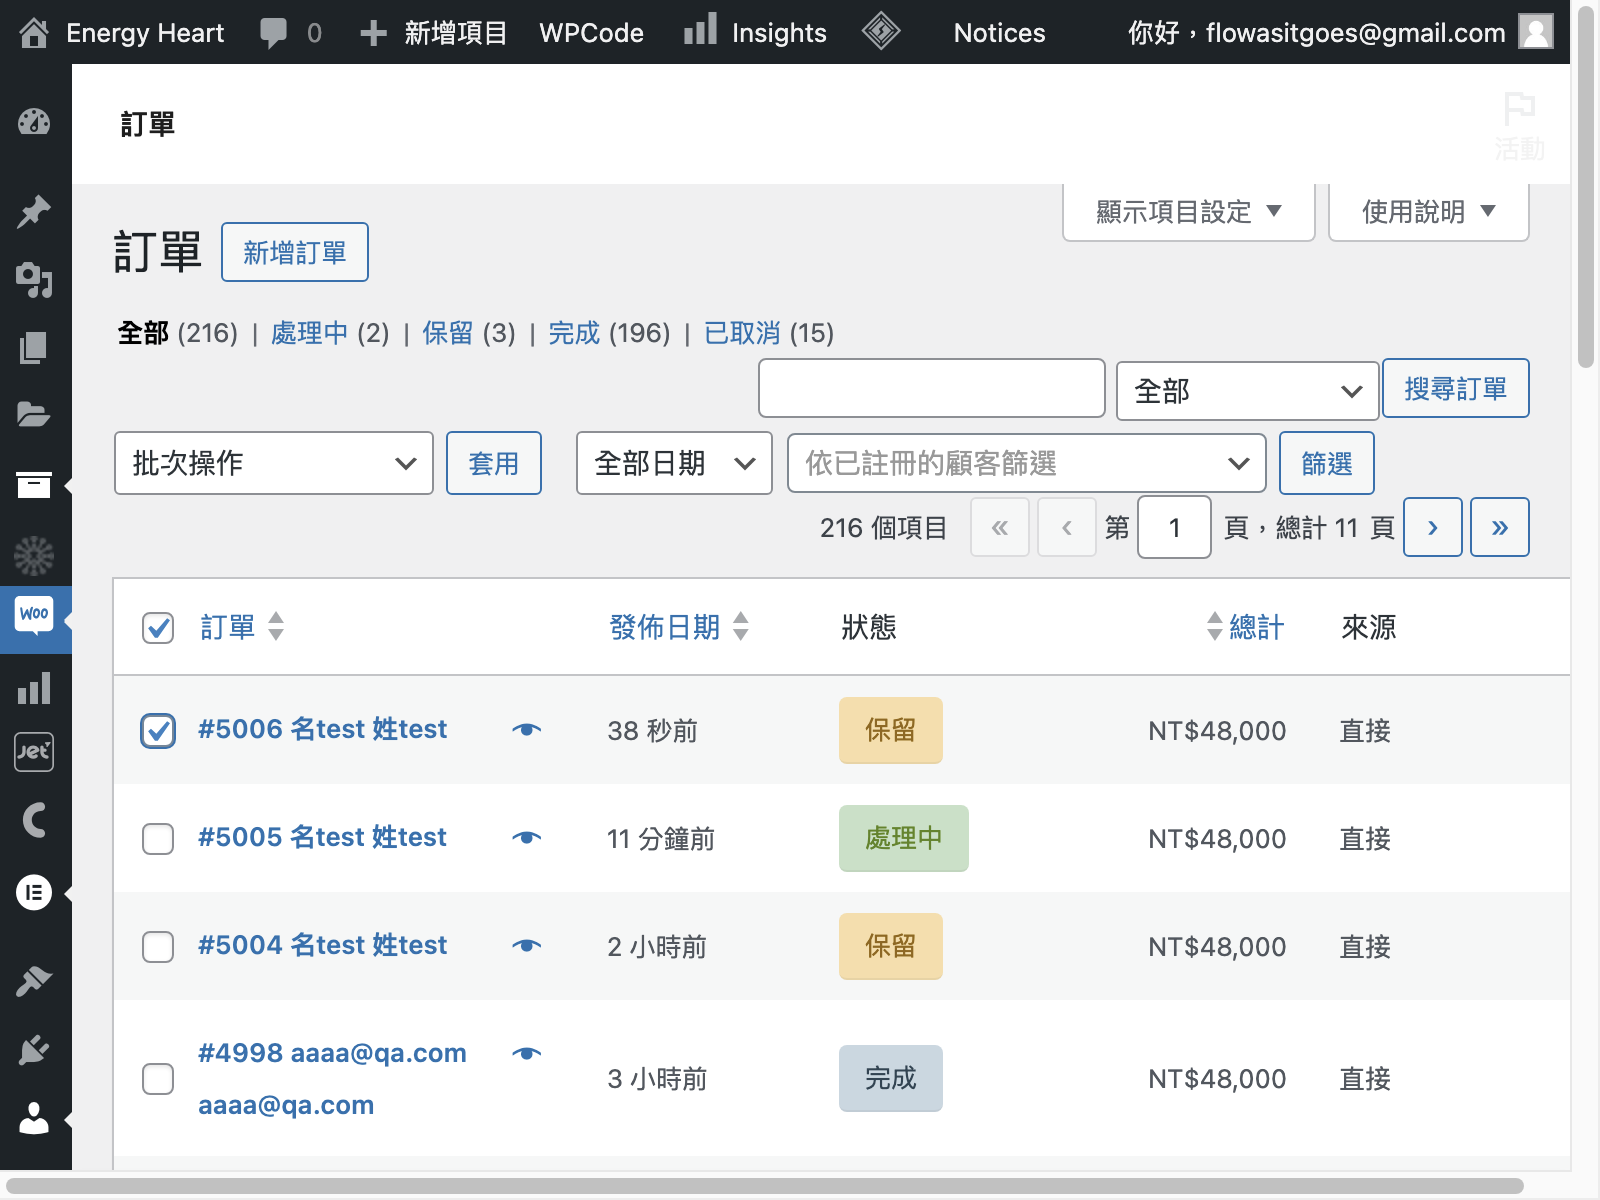 Energy Heart 0 新增項目 WPCode Insights Notices 你好，flowasitgoes@gmail.com
訂單
活動
顯示項目設定 ▼ 使用說明 ▼
訂單 新增訂單
全部 (216) | 處理中 (2) | 保留 (3) | 完成 (196) | 已取消 (15)
全部 搜尋訂單
批次操作 套用 全部日期 依已註冊的顧客篩選 篩選
216 個項目 « ‹ 第 1 頁，總計 11 頁 › »
訂單 發佈日期 狀態 總計 來源
Woo
#5006 名test 姓test 38 秒前 保留 NT$48,000 直接
Jet
#5005 名test 姓test 11 分鐘前 處理中 NT$48,000 直接
#5004 名test 姓test 2 小時前 保留 NT$48,000 直接
#4998 aaaa@qa.com
aaaa@qa.com 3 小時前 完成 NT$48,000 直接